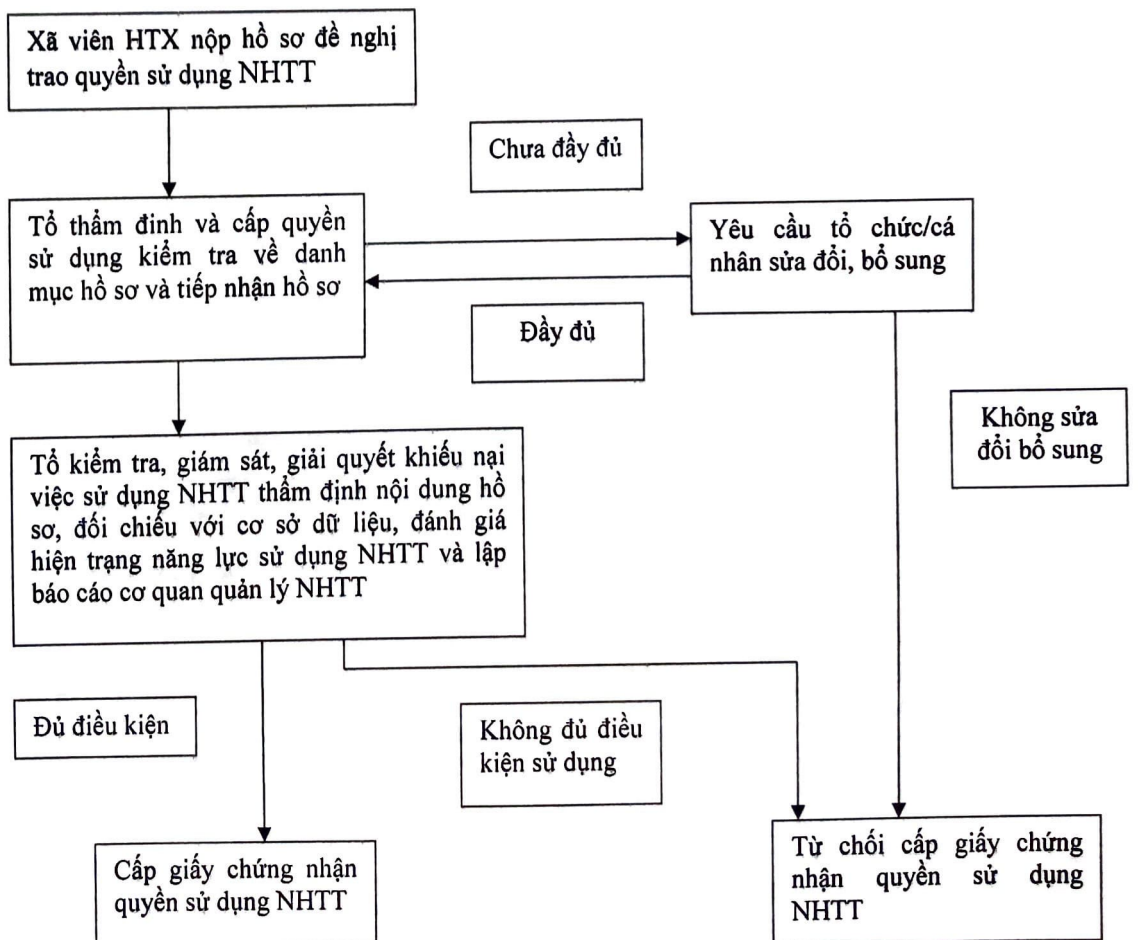 Xã viên HTX nộp hồ sơ đề nghị
trao quyền sử dụng NHTT
Chưa đầy đủ
Tổ thẩm đinh và cấp quyền
sử dụng kiểm tra về danh
mục hồ sơ và tiếp nhận hồ sơ
Yêu cầu tổ chức/cá
nhân sửa đổi, bổ sung
Đầy đủ
Không sửa
đổi bổ sung
Tổ kiểm tra, giám sát, giải quyết khiếu nại
việc sử dụng NHTT thẩm định nội dung hồ
sơ, đối chiếu với cơ sở dữ liệu, đánh giá
hiện trạng năng lực sử dụng NHTT và lập
báo cáo cơ quan quản lý NHTT
Đủ điều kiện
Không đủ điều
kiện sử dụng
Cấp giấy chứng nhận
quyền sử dụng NHTT
Từ chối cấp giấy chứng
nhận quyền sử dụng
NHTT